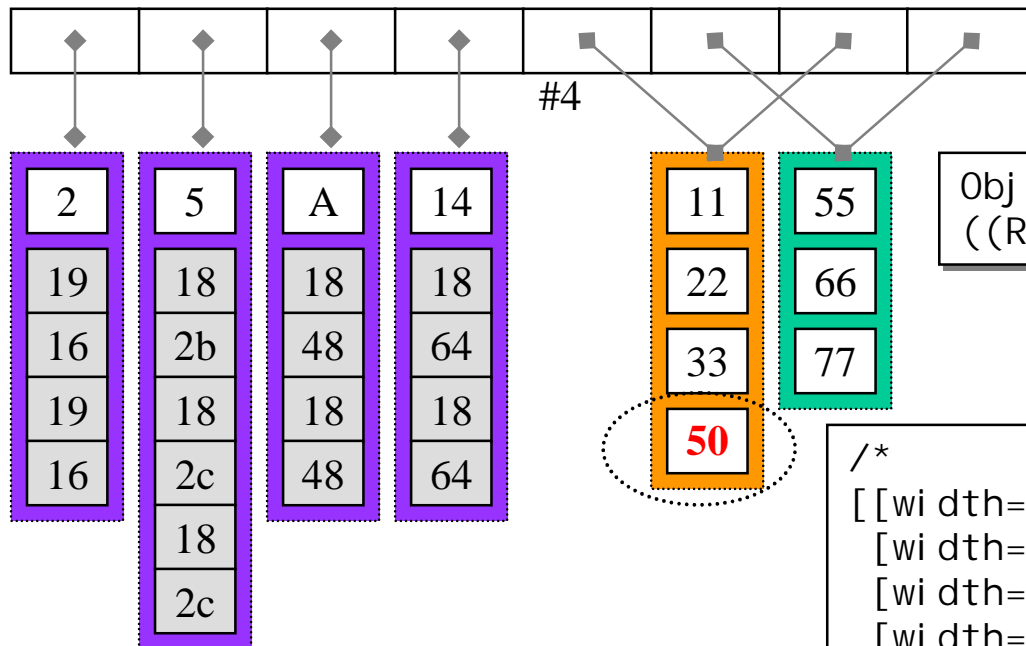 #4
2 5 A 14 11 55
Obj
((R
19 18 18 18 22 66
16 2b 48 64 33 77
19 18 18 18 50
16 2c 48 64
18
2c
/*
[[width=
[width=
[width=
[width=